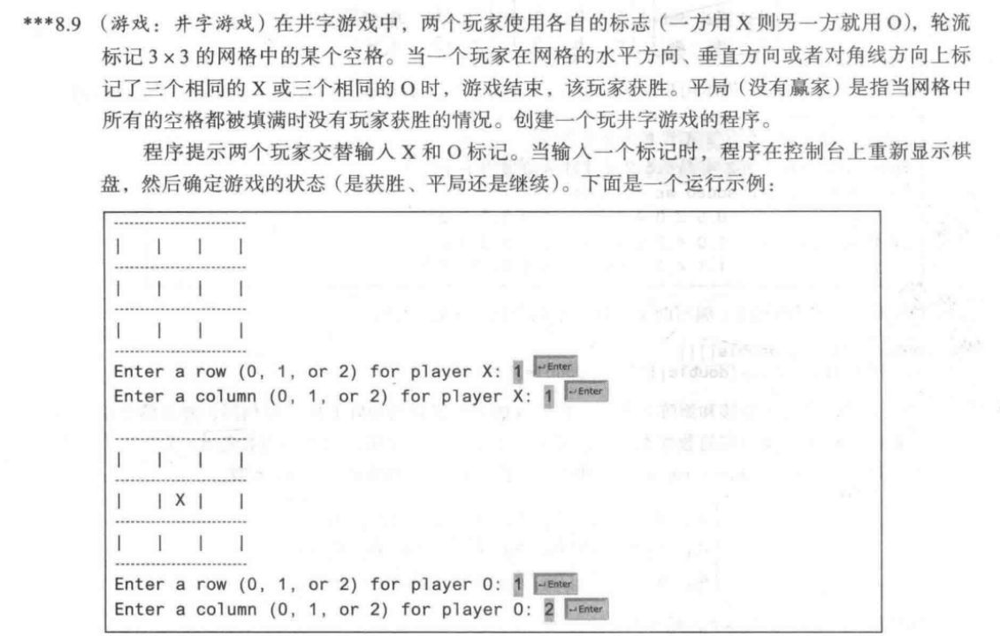 ***8.9 （游戏：井字游戏）在井字游戏中，两个玩家使用各自的标志（一方用 X 则另一方就用 O），轮流
标记 3×3 的网格中的某个空格。当一个玩家在网格的水平方向、垂直方向或者对角线方向上标
记了三个相同的 X 或三个相同的 O 时，游戏结束，该玩家获胜。平局（没有赢家）是指当网格中
所有的空格都被填满时没有玩家获胜的情况。创建一个玩井字游戏的程序。
程序提示两个玩家交替输入 X 和 O 标记。当输入一个标记时，程序在控制台上重新显示棋
盘，然后确定游戏的状态（是获胜、平局还是继续）。下面是一个运行示例：
-------------
|   |   |   |
-------------
|   |   |   |
-------------
|   |   |   |
-------------
Enter a row (0, 1, or 2) for player X: 1 ↵Enter
Enter a column (0, 1, or 2) for player X: 1 ↵Enter
-------------
|   |   |   |
-------------
|   | X |   |
-------------
|   |   |   |
-------------
Enter a row (0, 1, or 2) for player O: 1 ↵Enter
Enter a column (0, 1, or 2) for player O: 2 ↵Enter